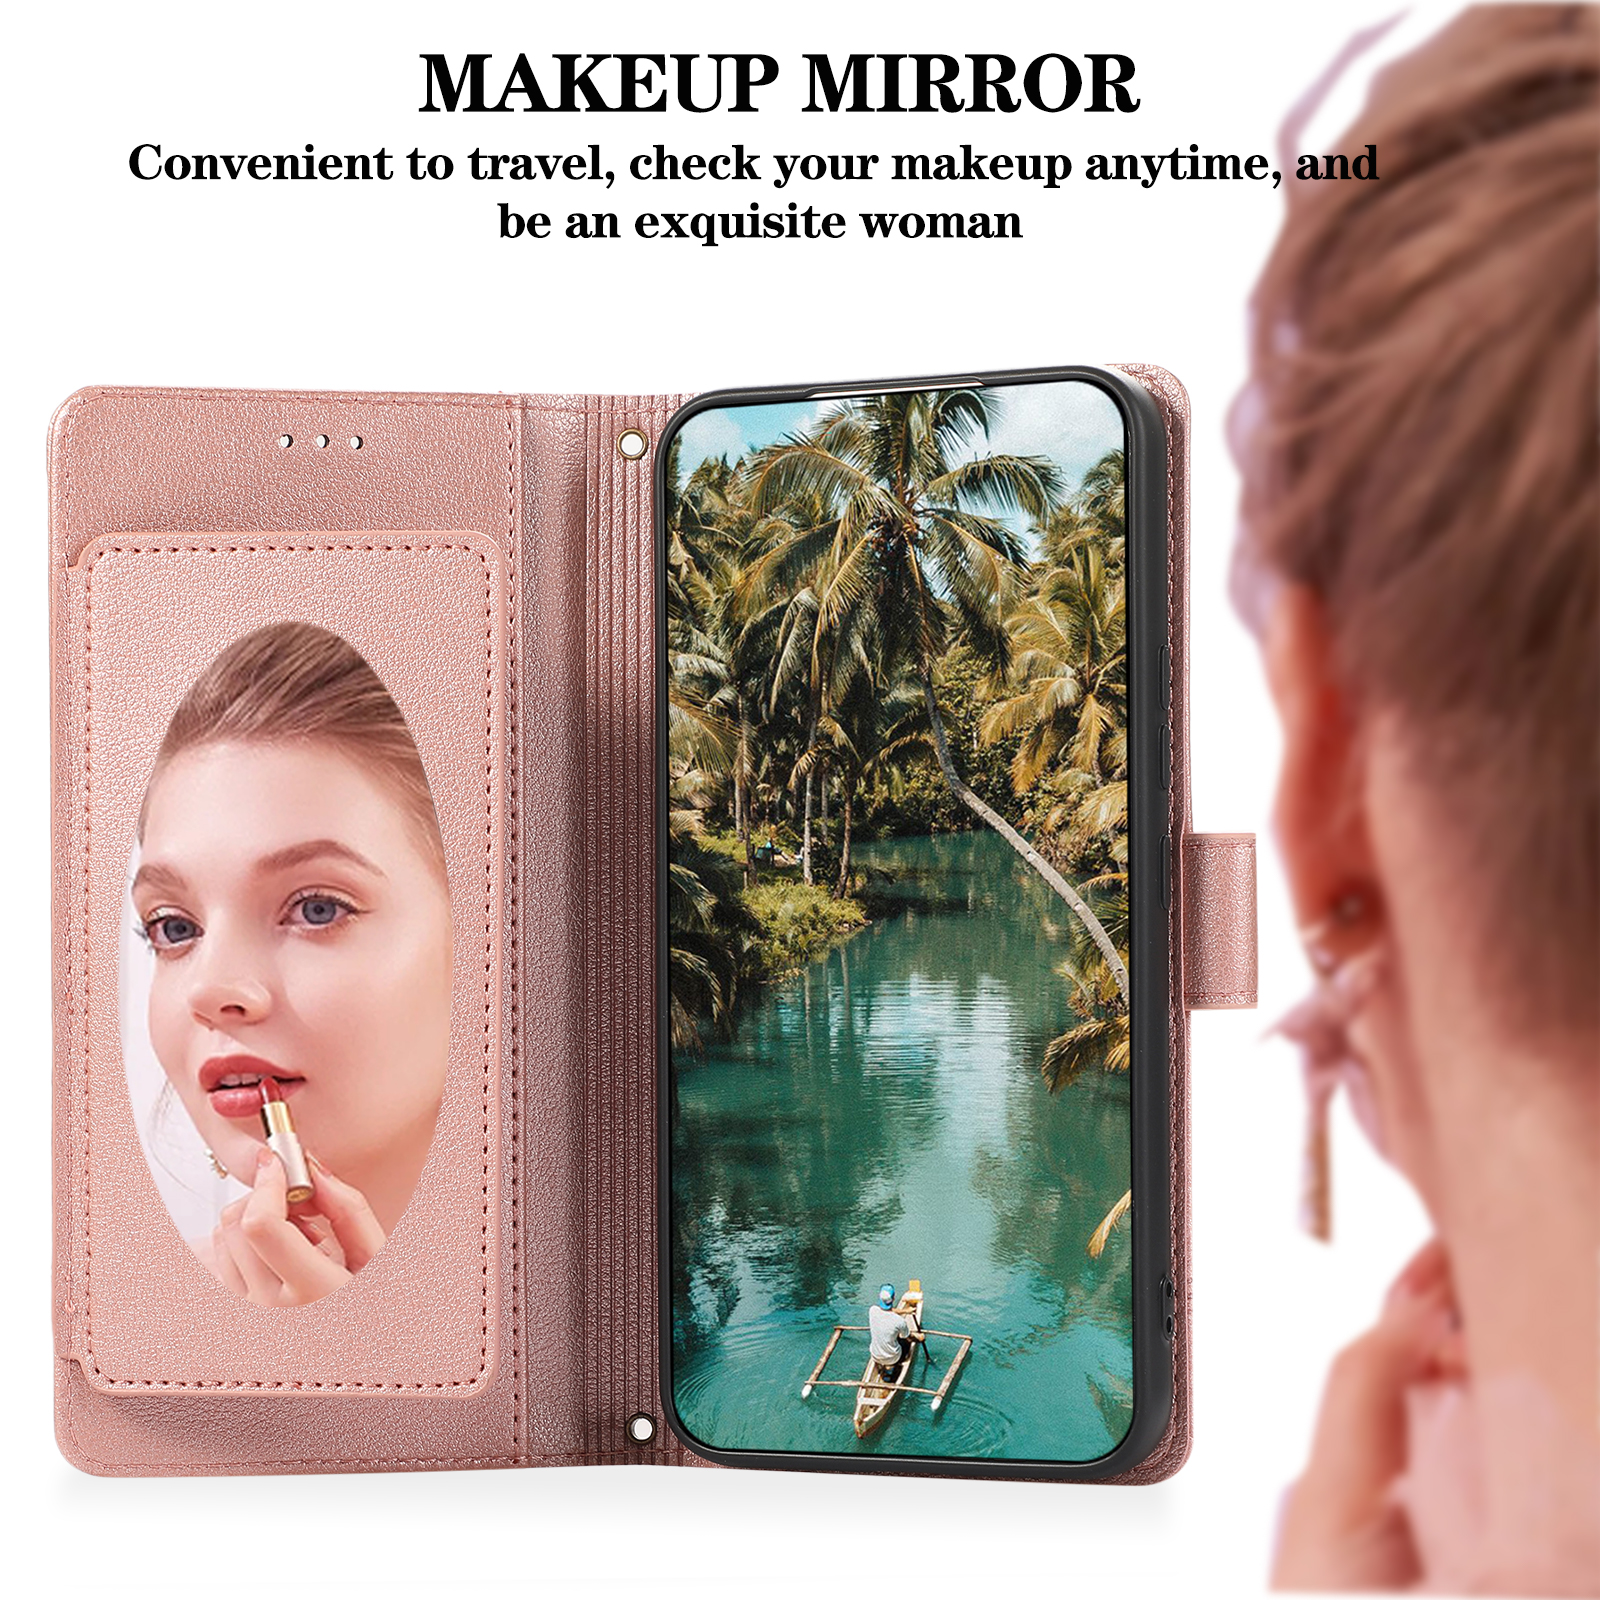 MAKEUP MIRROR
Convenient to travel, check your makeup anytime, and
be an exquisite woman